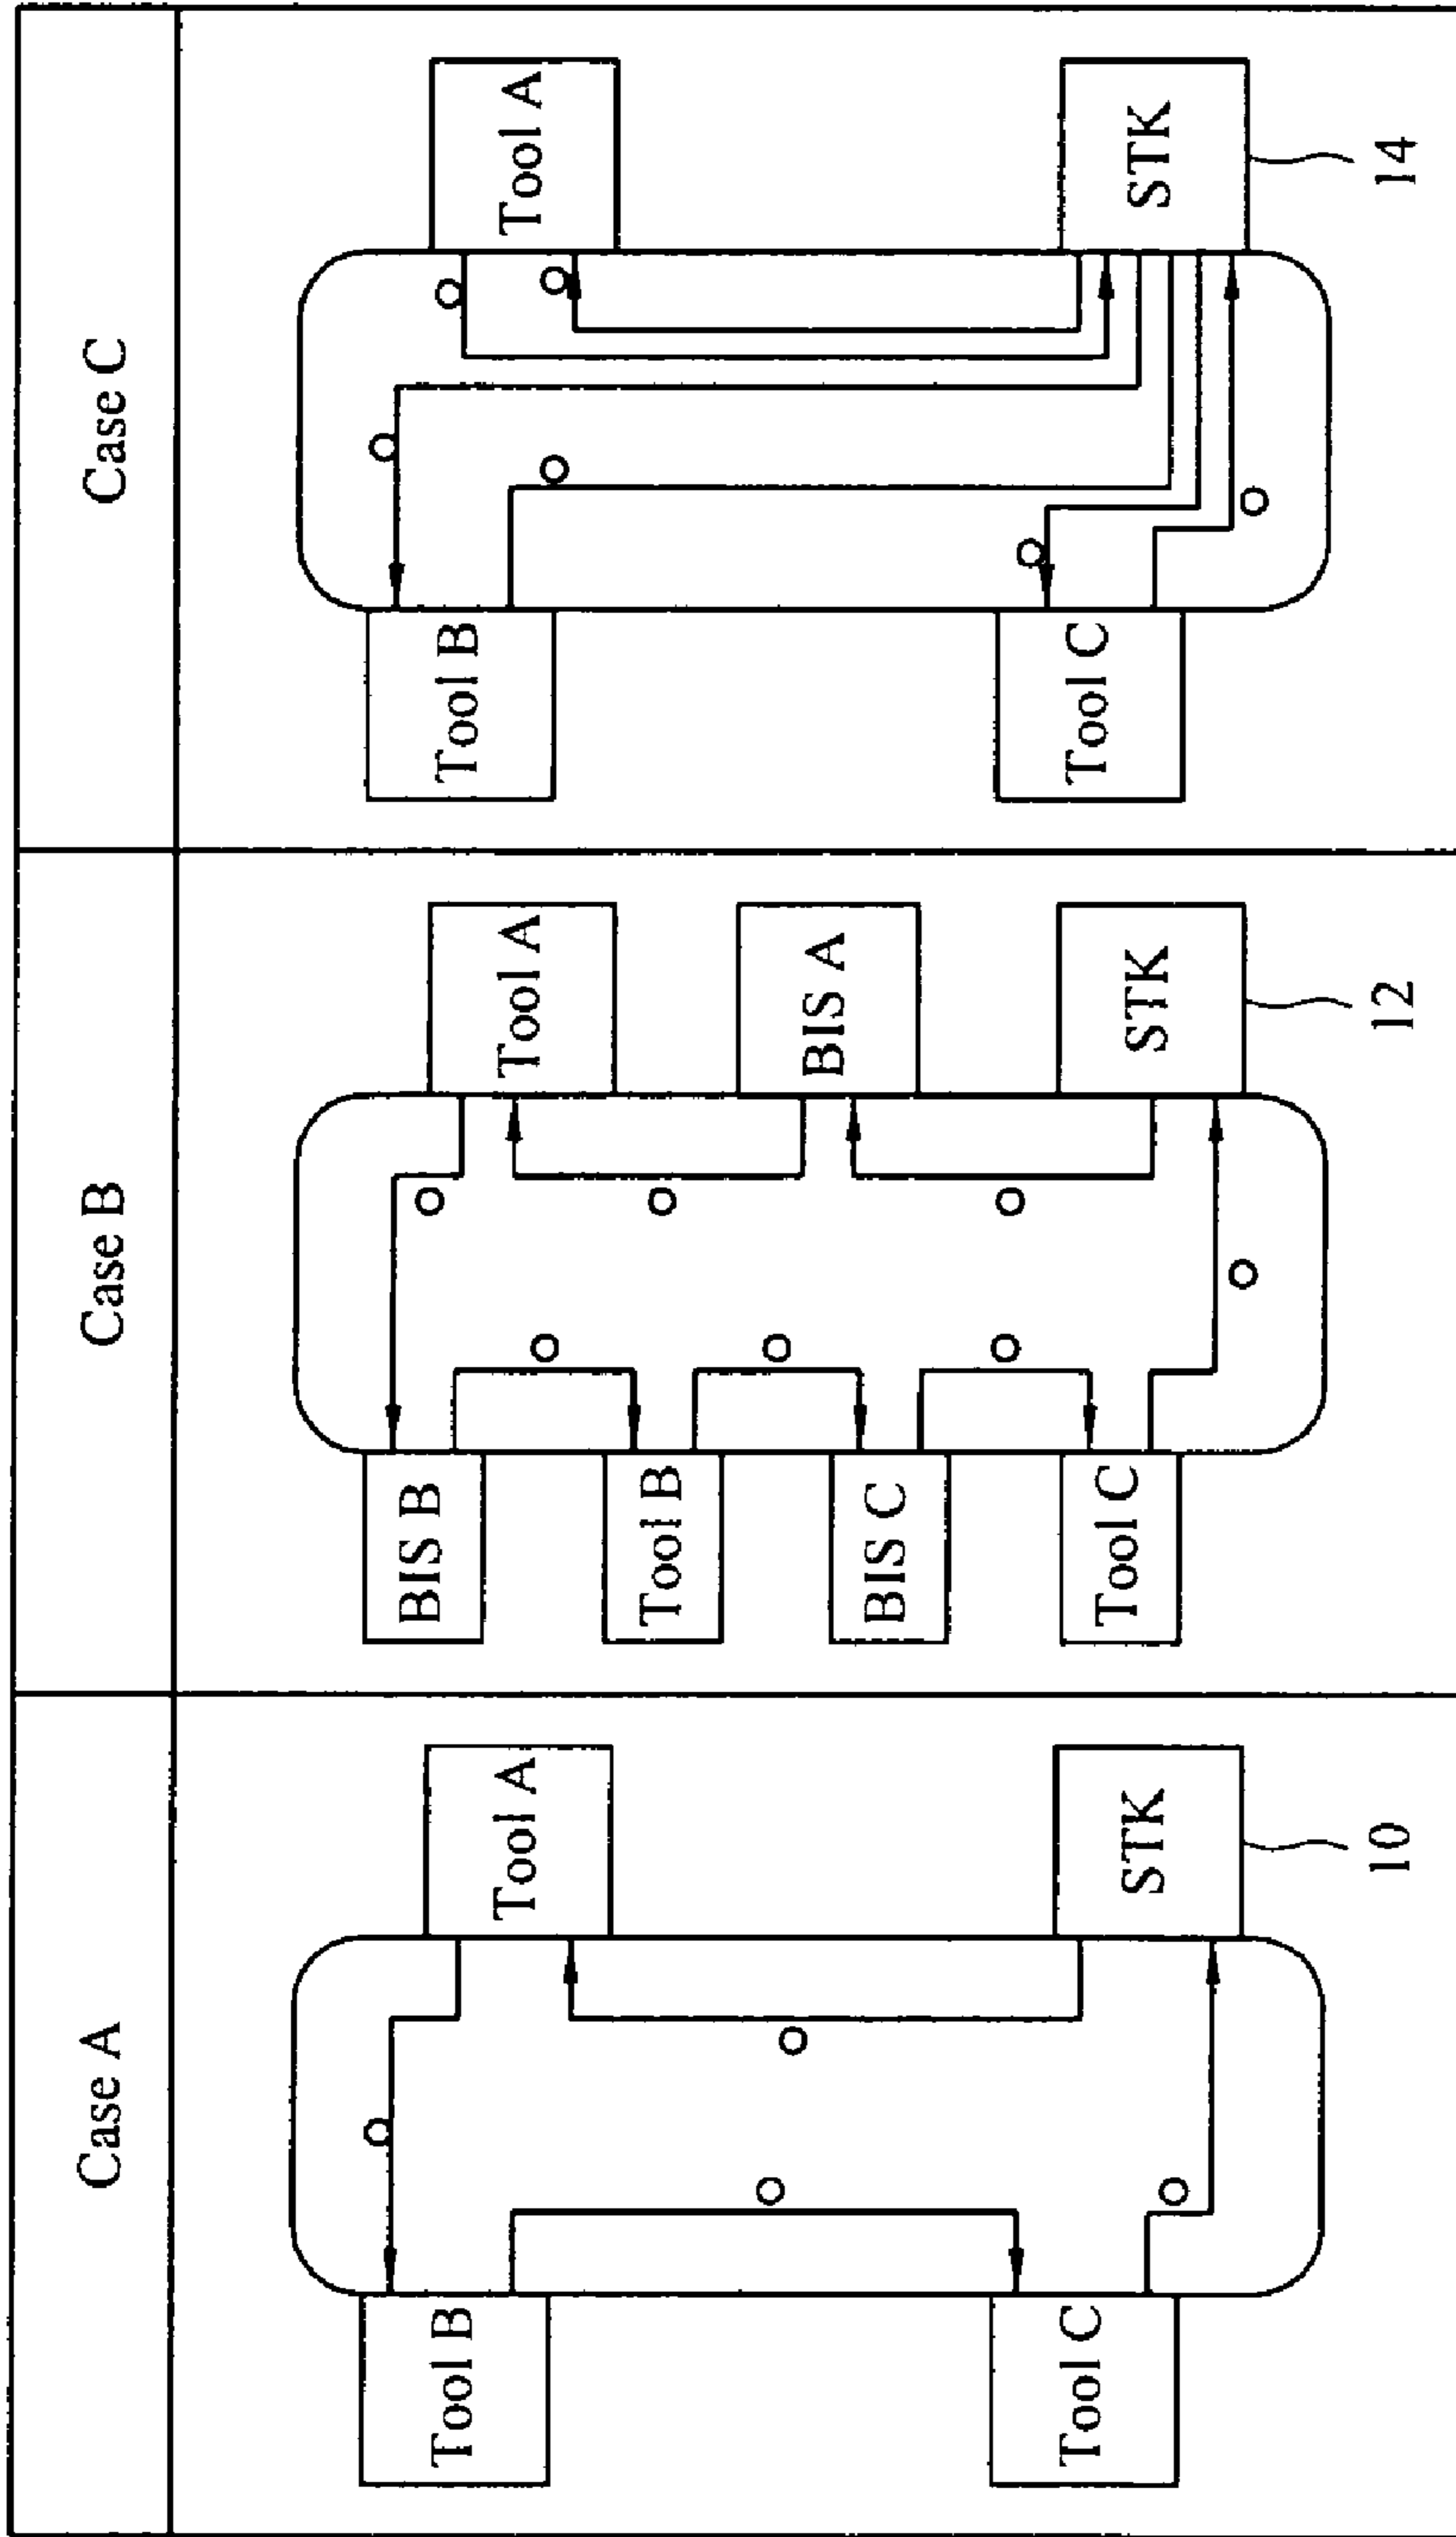 Case A
Case B
Case C
Tool B
Tool A
Tool C
STK
10
BIS B
Tool A
Tool B
BIS A
BIS C
Tool C
STK
12
Tool B
Tool A
Tool C
STK
14